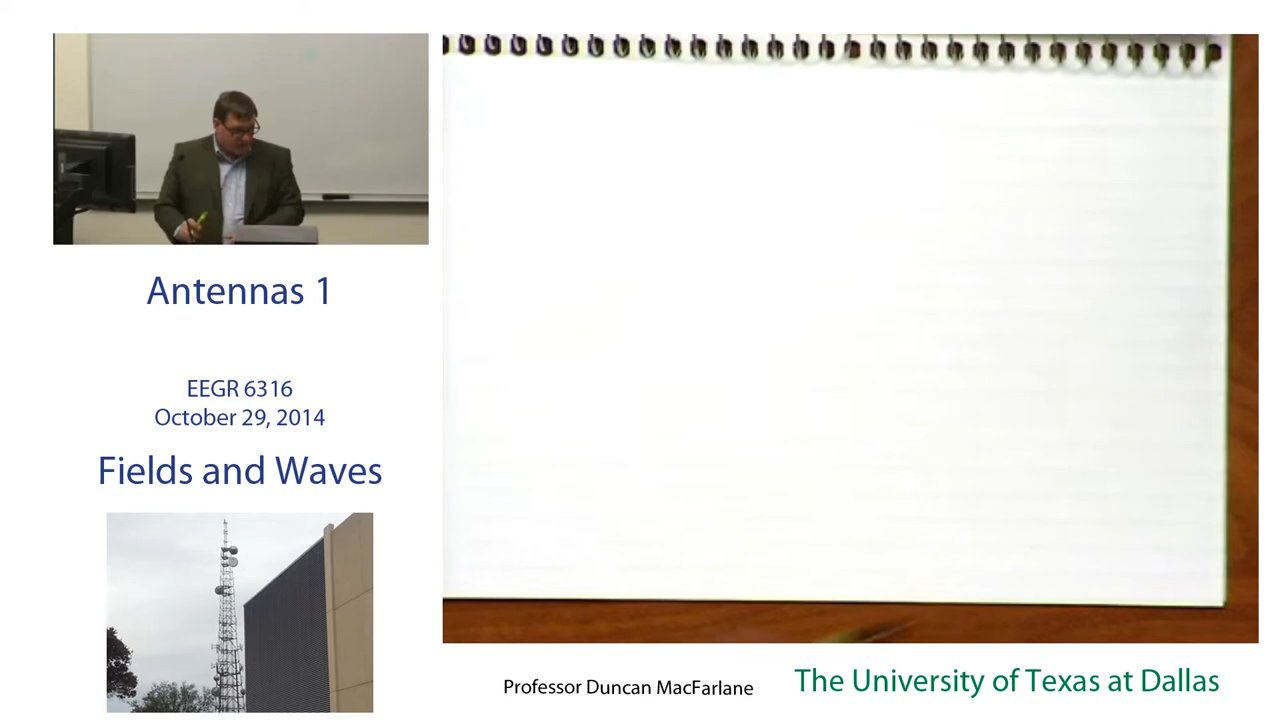 Antennas 1
EEGR 6316
October 29, 2014
Fields and Waves
Professor Duncan MacFarlane
The University of Texas at Dallas